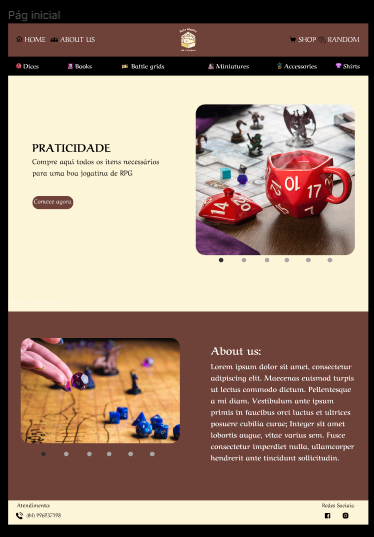 Pág inicial
HOME ABOUT US SHOP RANDOM
Dices Books Battle grids Miniatures Accessories Shirts
PRATICIDADE
Compre aqui todos os itens necessários
para uma boa jogatina de RPG
Comece agora
About us:
Lorem ipsum dolor sit amet, consectetur
adipiscing elit. Maecenas euismod turpis
ut lectus commodo dictum. Pellentesque
a mi diam. Vestibulum ante ipsum
primis in faucibus orci luctus et ultrices
posuere cubilia curae; Integer sit amet
lobortis augue, vitae varius sem. Fusce
consectetur imperdiet nulla, ullamcorper
hendrerit ante tincidunt sollicitudin.
Atendimento: Redes Sociais: